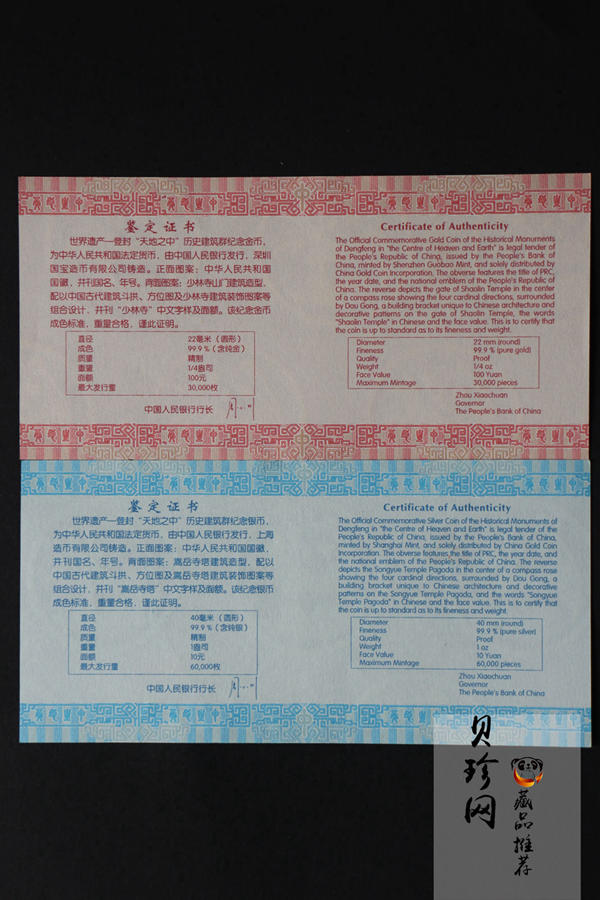 鉴定证书
世界遗产—登封“天地之中”历史建筑群纪念金币，
为中华人民共和国法定货币，由中国人民银行发行，深圳
国宝造币有限公司铸造。正面图案：中华人民共和国
国徽，并刊国名、年号。背面图案：少林寺山门建筑造型，
配以中国古代建筑斗拱、方位图及少林寺建筑装饰图案等
组合设计，并刊“少林寺”中文字样及面额。该纪念金币
成色标准，重量合格，谨此证明。
直径 22毫米（圆形）
成色 99.9％（含纯金）
质量 精制
重量 1/4盎司
面额 100元
最大发行量 30,000枚
中国人民银行行长
Certificate of Authenticity
The Official Commemorative Gold Coin of the Historical Monuments
of Dengfeng in "the Centre of Heaven and Earth" is legal tender of
the People's Republic of China, issued by the People's Bank of
China, minted by Shenzhen Guobao Mint, and solely distributed by
China Gold Coin Incorporation. The obverse features the title of PRC,
the year date, and the national emblem of the People's Republic of
China. The reverse depicts the gate of Shaolin Temple in the center
of a compass rose showing the four cardinal directions, surrounded
by Dou Gong, a building bracket unique to Chinese architecture and
decorative patterns on the gate of Shaolin Temple, the words
"Shaolin Temple" in Chinese and the face value. This is to certify that
the coin is up to standard as to its fineness and weight.
Diameter 22 mm (round)
Fineness 99.9 % (pure gold)
Quality Proof
Weight 1/4 oz
Face Value 100 Yuan
Maximum Mintage 30,000 pieces
Zhou Xiaochuan
Governor
The People's Bank of China
鉴定证书
世界遗产—登封“天地之中”历史建筑群纪念银币，
为中华人民共和国法定货币，由中国人民银行发行，上海
造币有限公司铸造。正面图案：中华人民共和国国徽，
并刊国名、年号。背面图案：嵩岳寺塔建筑造型，配以
中国古代建筑斗拱、方位图及嵩岳寺塔建筑装饰图案等
组合设计，并刊“嵩岳寺塔”中文字样及面额。该纪念银币
成色标准，重量合格，谨此证明。
直径 40毫米（圆形）
成色 99.9％（含纯银）
质量 精制
重量 1盎司
面额 10元
最大发行量 60,000枚
中国人民银行行长
Certificate of Authenticity
The Official Commemorative Silver Coin of the Historical Monuments of
Dengfeng in "the Centre of Heaven and Earth" is legal tender of the
People's Republic of China, issued by the People's Bank of China,
minted by Shanghai Mint, and solely distributed by China Gold Coin
Incorporation. The obverse features the title of PRC, the year date, and
the national emblem of the People's Republic of China. The reverse
depicts the Songyue Temple Pagoda in the center of a compass rose
showing the four cardinal directions, surrounded by Dou Gong, a
building bracket unique to Chinese architecture and decorative
patterns on the Songyue Temple Pagoda, and the words "Songyue
Temple Pagoda" in Chinese and the face value. This is to certify that
the coin is up to standard as to its fineness and weight.
Diameter 40 mm (round)
Fineness 99.9 % (pure silver)
Quality Proof
Weight 1 oz
Face Value 10 Yuan
Maximum Mintage 60,000 pieces
Zhou Xiaochuan
Governor
The People's Bank of China
贝珍网
藏品推荐